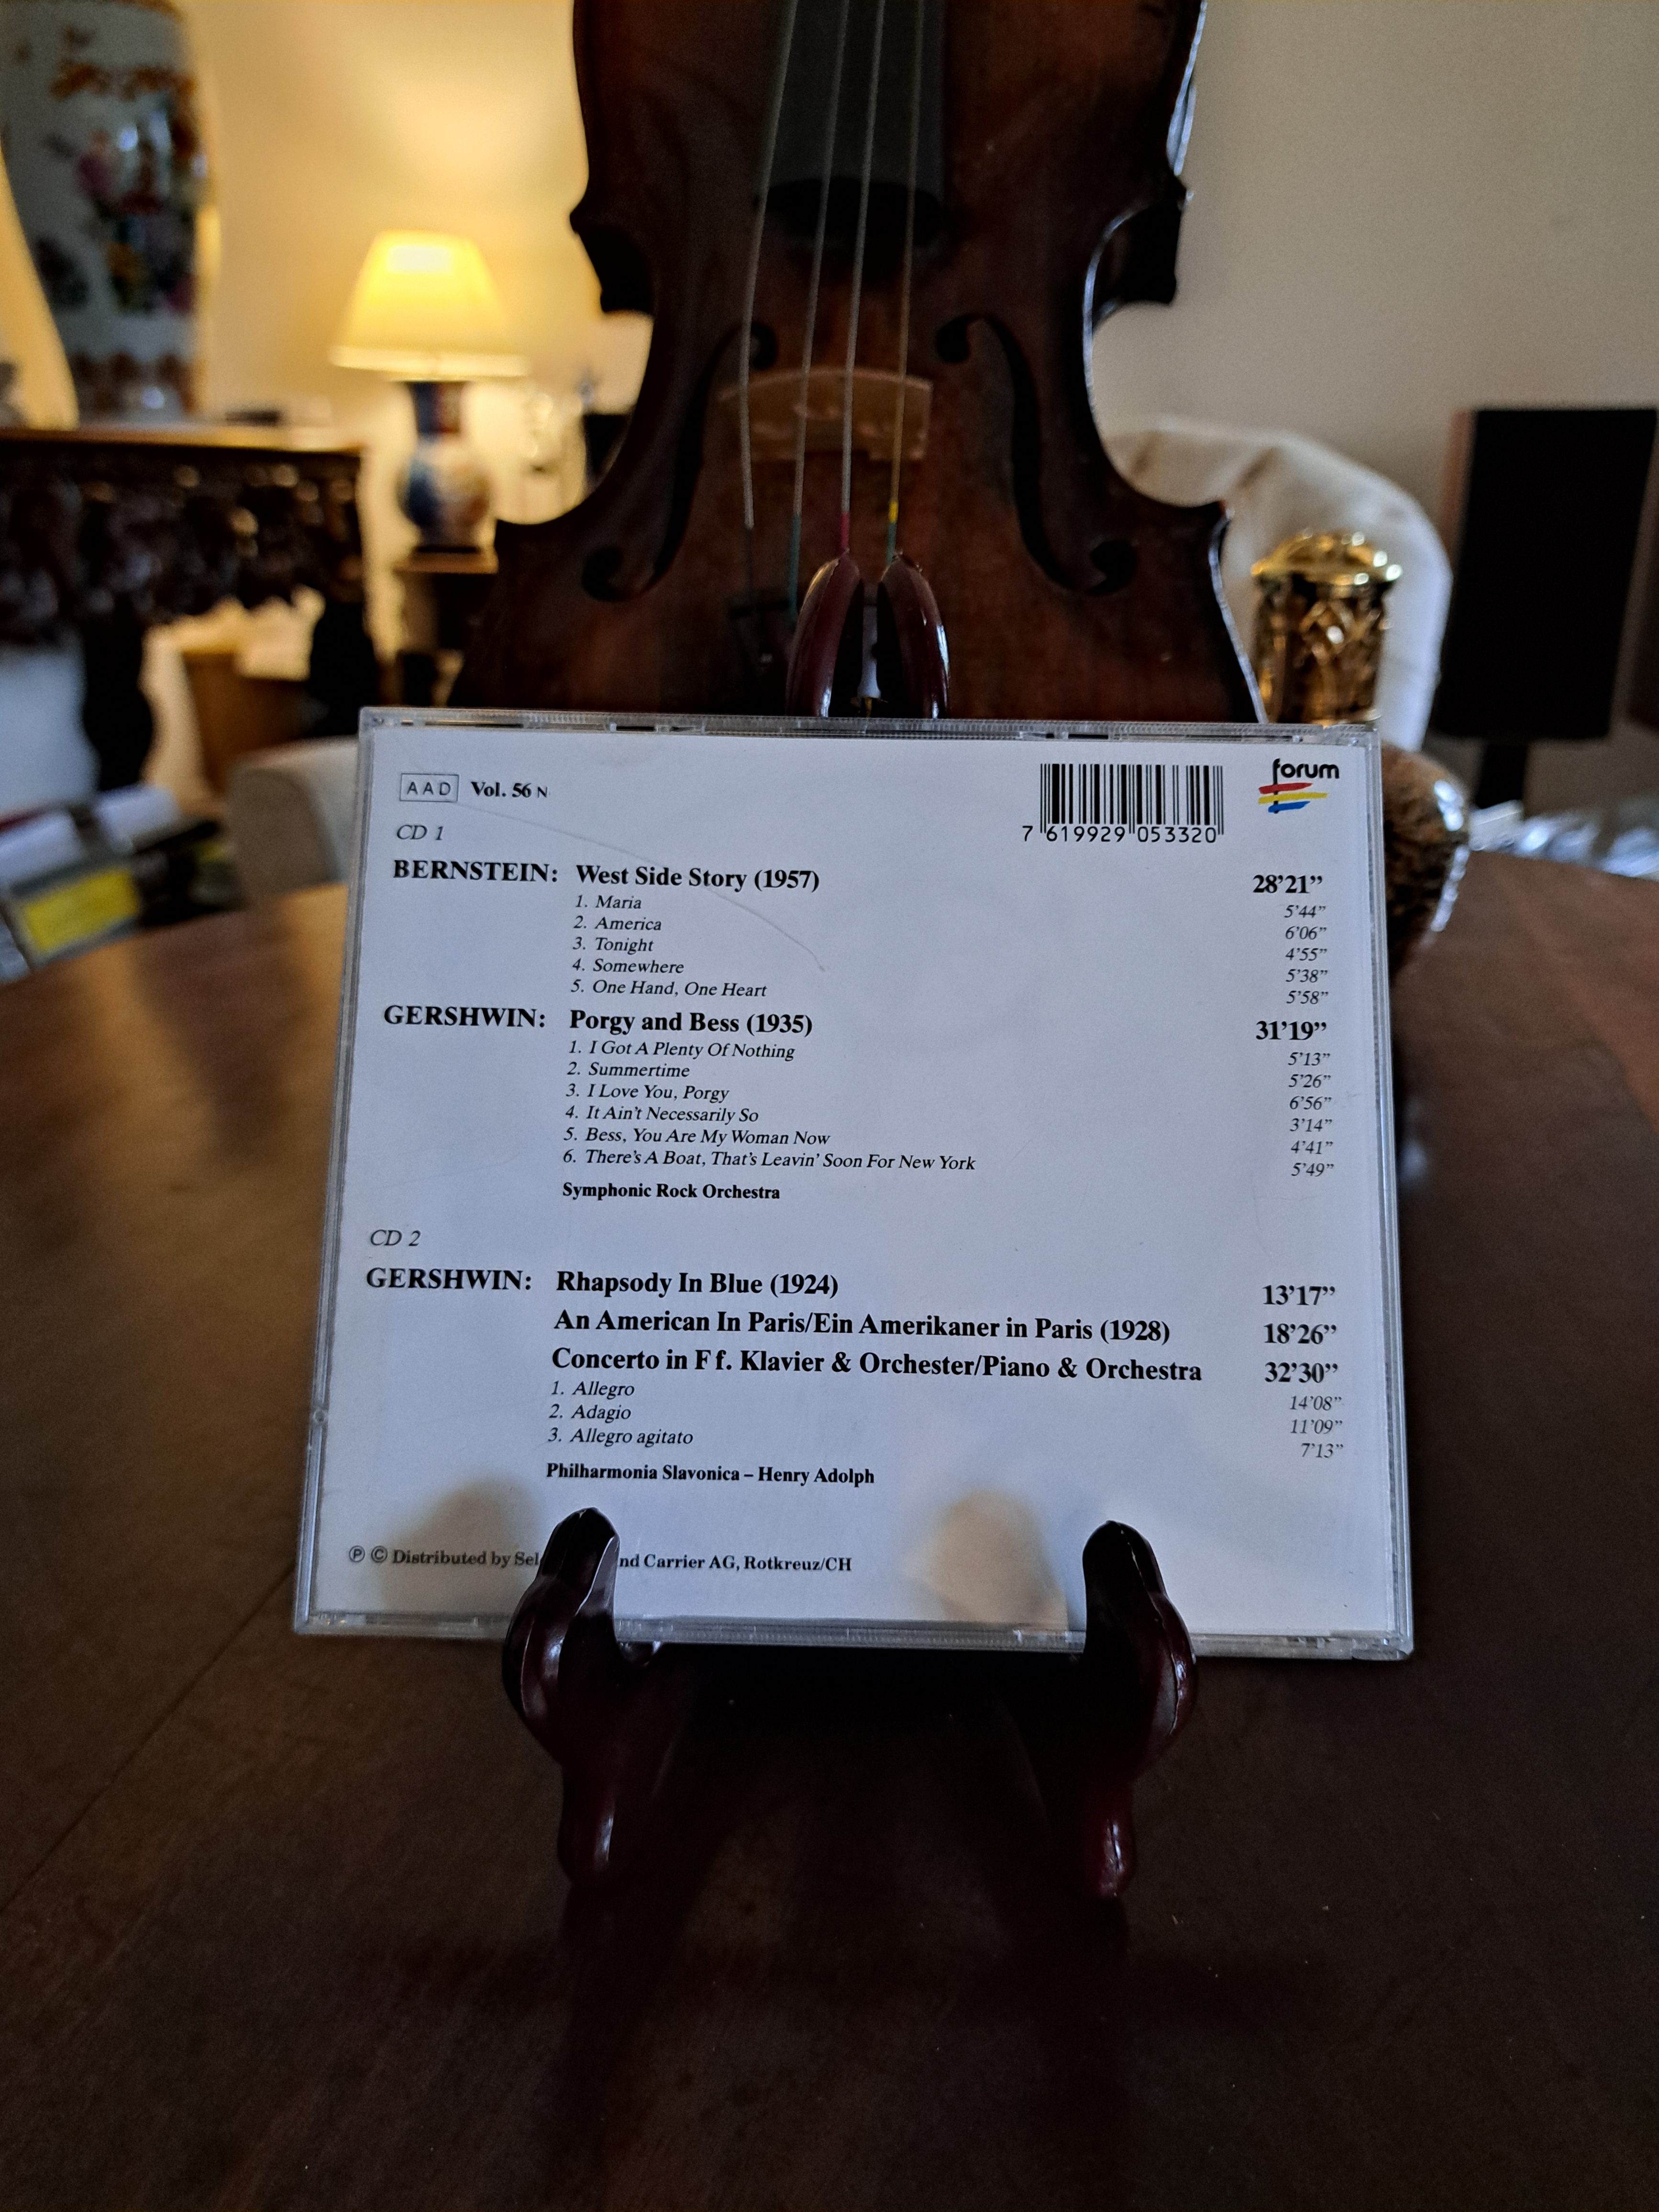 AAD Vol. 56 N
forum
7 619929 053320
CD 1
BERNSTEIN: West Side Story (1957) 28’21”
1. Maria 5’44”
2. America 6’06”
3. Tonight 4’55”
4. Somewhere 5’38”
5. One Hand, One Heart 5’58”
GERSHWIN: Porgy and Bess (1935) 31’19”
1. I Got A Plenty Of Nothing 5’13”
2. Summertime 5’26”
3. I Love You, Porgy 6’56”
4. It Ain’t Necessarily So 3’14”
5. Bess, You Are My Woman Now 4’41”
6. There’s A Boat, That’s Leavin’ Soon For New York 5’49”
Symphonic Rock Orchestra
CD 2
GERSHWIN: Rhapsody In Blue (1924) 13’17”
An American In Paris/Ein Amerikaner in Paris (1928) 18’26”
Concerto in F f. Klavier & Orchester/Piano & Orchestra 32’30”
1. Allegro 14’08”
2. Adagio 11’09”
3. Allegro agitato 7’13”
Philharmonia Slavonica – Henry Adolph
℗ © Distributed by Carrier AG, Rotkreuz/CH